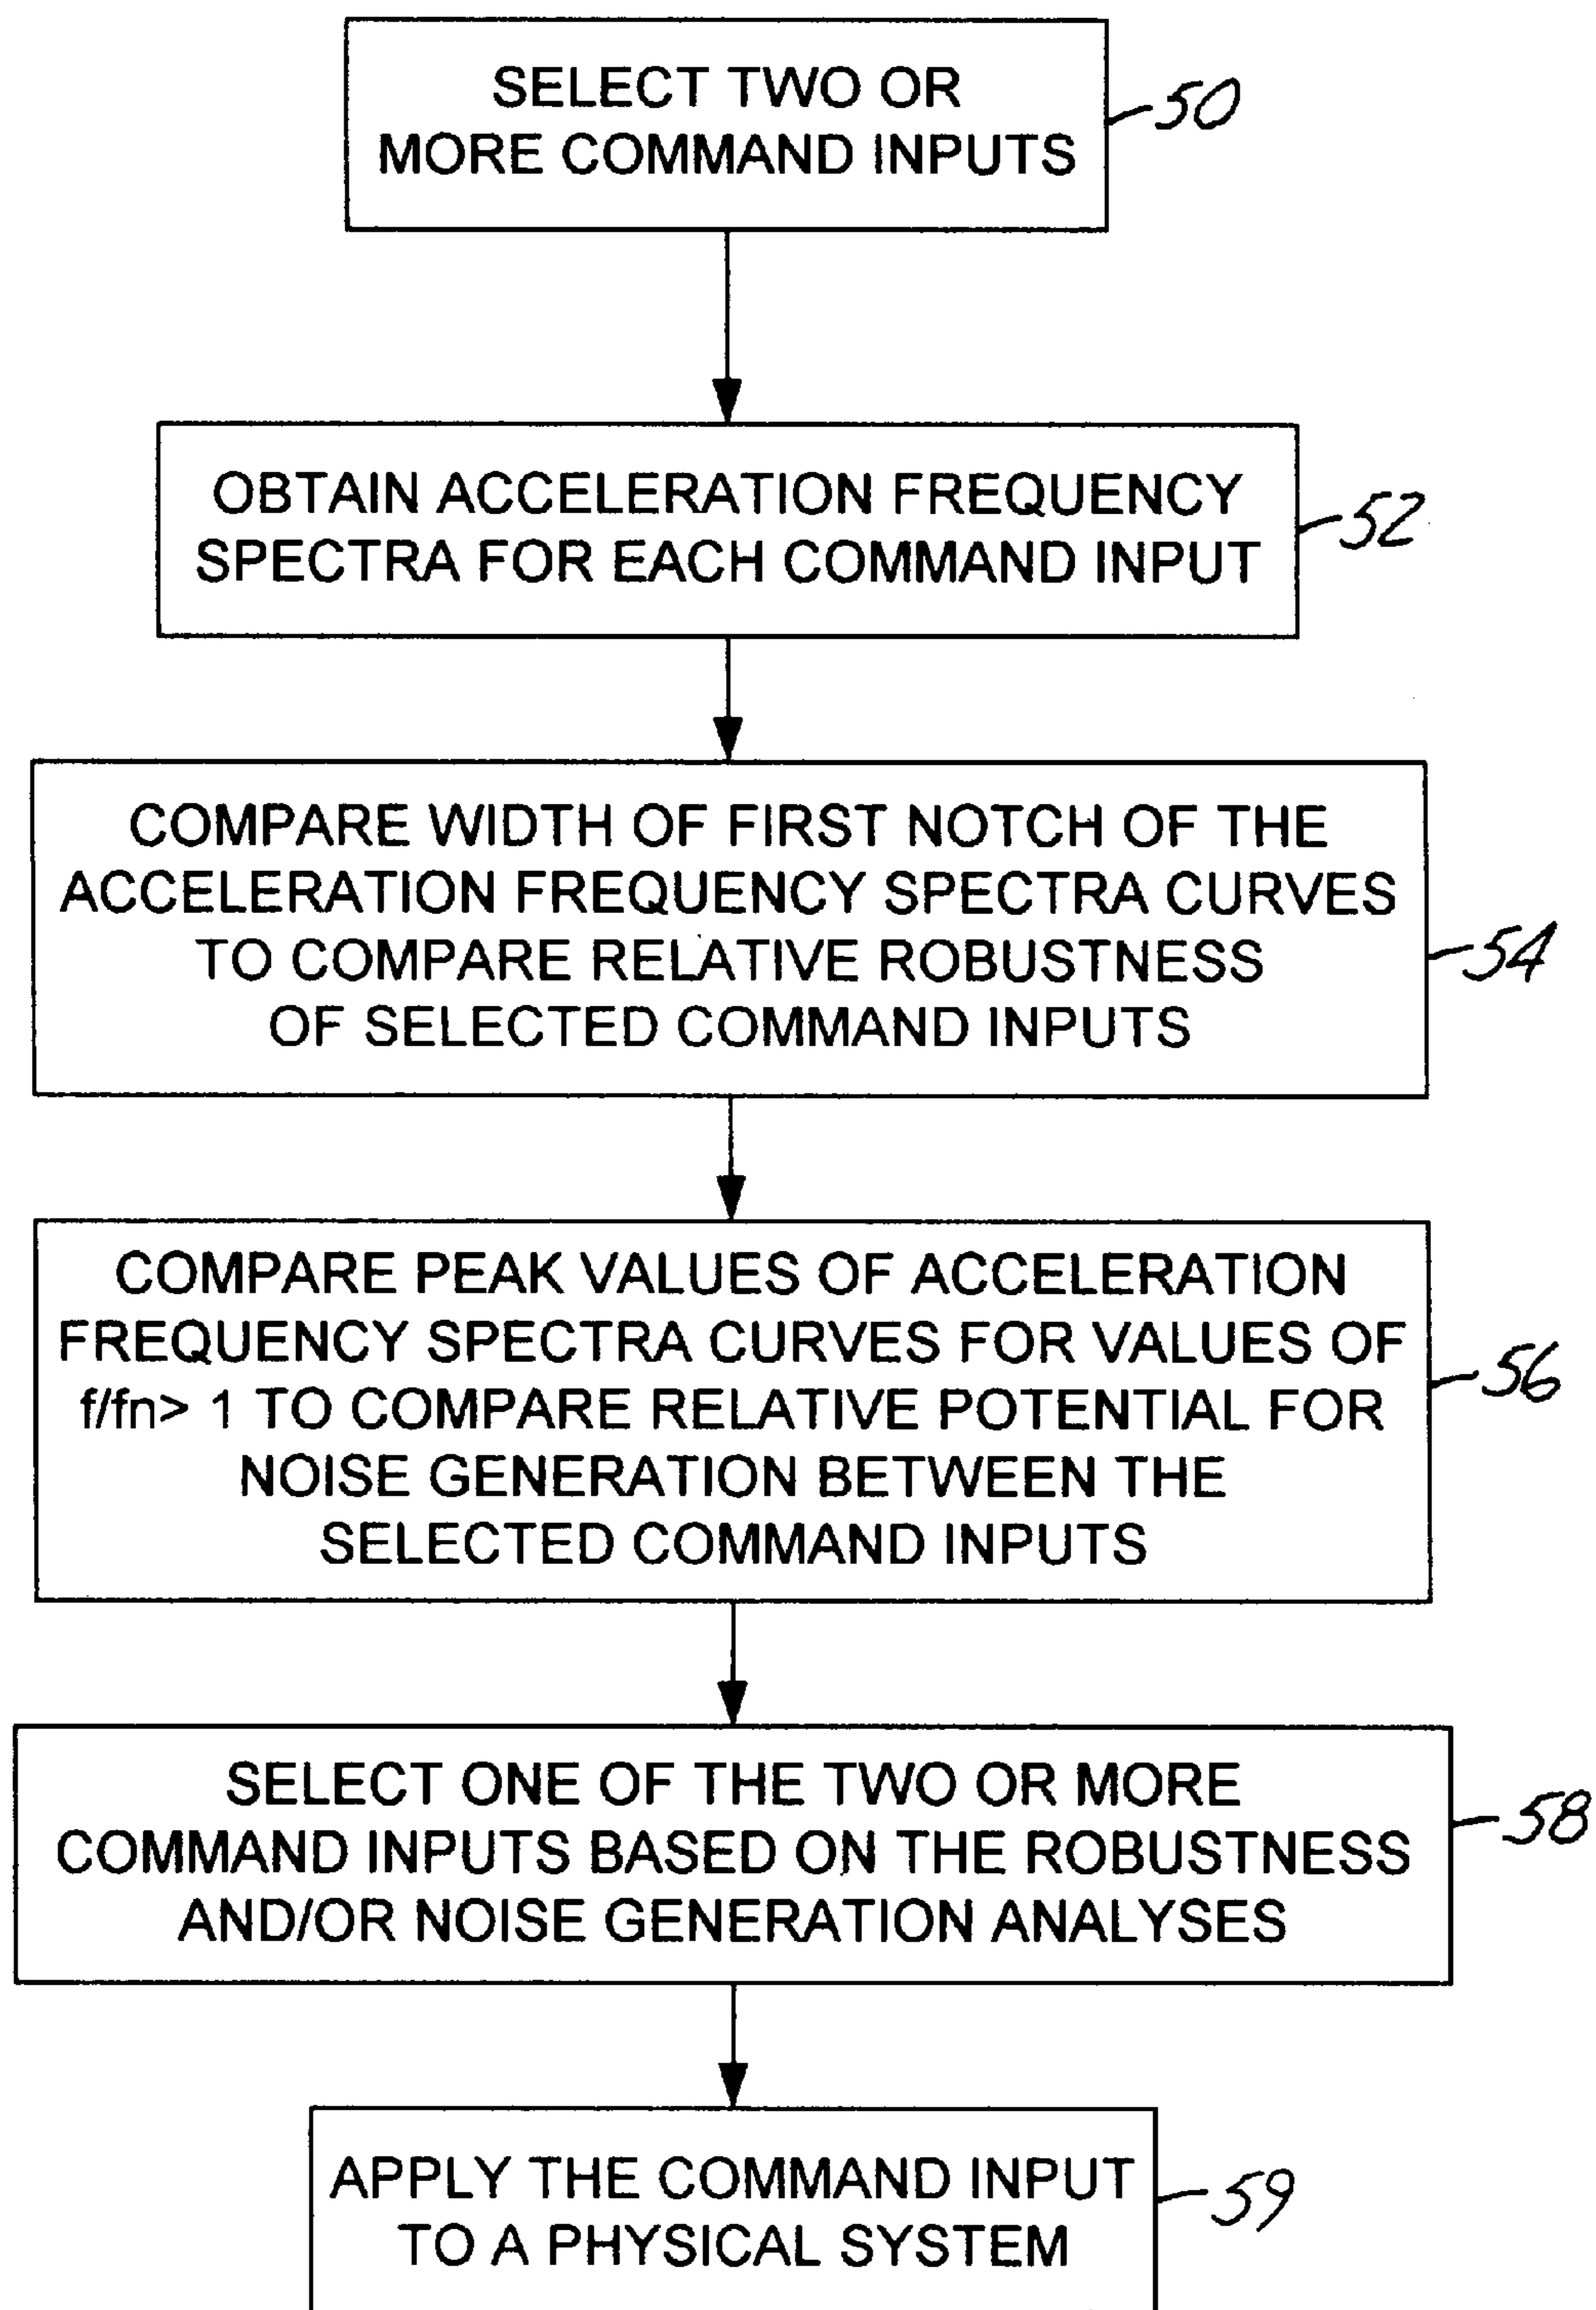 SELECT TWO OR
MORE COMMAND INPUTS
50
OBTAIN ACCELERATION FREQUENCY
SPECTRA FOR EACH COMMAND INPUT
52
COMPARE WIDTH OF FIRST NOTCH OF THE
ACCELERATION FREQUENCY SPECTRA CURVES
TO COMPARE RELATIVE ROBUSTNESS
OF SELECTED COMMAND INPUTS
54
COMPARE PEAK VALUES OF ACCELERATION
FREQUENCY SPECTRA CURVES FOR VALUES OF
f/fn> 1 TO COMPARE RELATIVE POTENTIAL FOR
NOISE GENERATION BETWEEN THE
SELECTED COMMAND INPUTS
56
SELECT ONE OF THE TWO OR MORE
COMMAND INPUTS BASED ON THE ROBUSTNESS
AND/OR NOISE GENERATION ANALYSES
58
APPLY THE COMMAND INPUT
TO A PHYSICAL SYSTEM
59